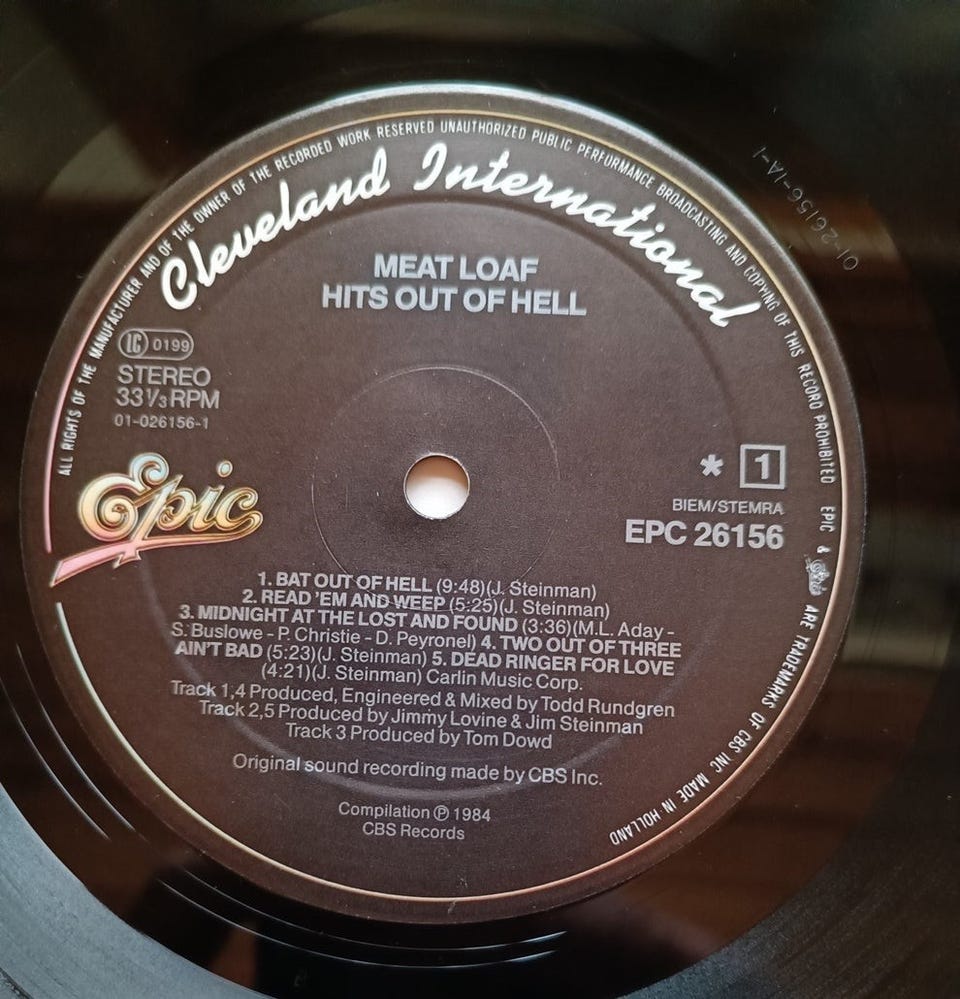 ALL RIGHTS OF THE MANUFACTURER AND OF THE OWNER OF THE RECORDED WORK RESERVED UNAUTHORIZED PUBLIC PERFORMANCE BROADCASTING AND COPYING OF THIS RECORD PROHIBITED EPIC & Epic ARE TRADEMARKS OF CBS INC MADE IN HOLLAND
Cleveland International
MEAT LOAF
HITS OUT OF HELL
LC 0199
STEREO
33⅓ RPM
01-026156-1
Epic
* 1
BIEM/STEMRA
EPC 26156
1. BAT OUT OF HELL (9:48)(J. Steinman)
2. READ 'EM AND WEEP (5:25)(J. Steinman)
3. MIDNIGHT AT THE LOST AND FOUND (3:36)(M.L. Aday -
S. Buslowe - P. Christie - D. Peyronel) 4. TWO OUT OF THREE
AIN'T BAD (5:23)(J. Steinman) 5. DEAD RINGER FOR LOVE
(4:21)(J. Steinman) Carlin Music Corp.
Track 1,4 Produced, Engineered & Mixed by Todd Rundgren
Track 2,5 Produced by Jimmy Lovine & Jim Steinman
Track 3 Produced by Tom Dowd
Original sound recording made by CBS Inc.
Compilation ℗ 1984
CBS Records
01-26156-1A-1